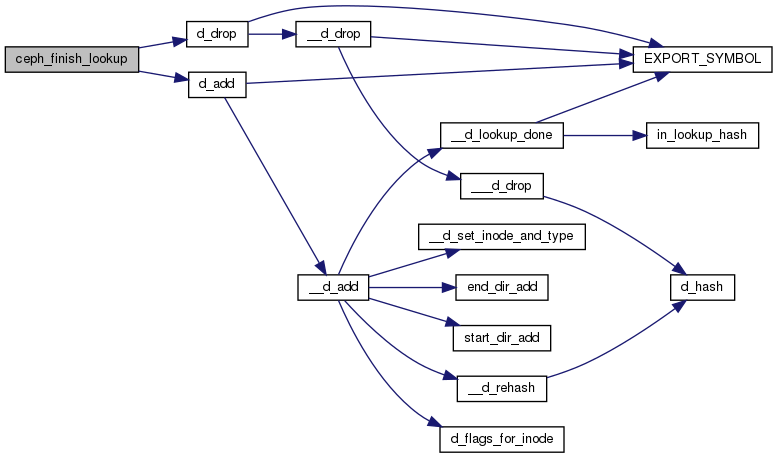 d_drop
__d_drop
ceph_finish_lookup
EXPORT_SYMBOL
d_add
__d_lookup_done
in_lookup_hash
___d_drop
__d_set_inode_and_type
__d_add
end_dir_add
d_hash
start_dir_add
__d_rehash
d_flags_for_inode